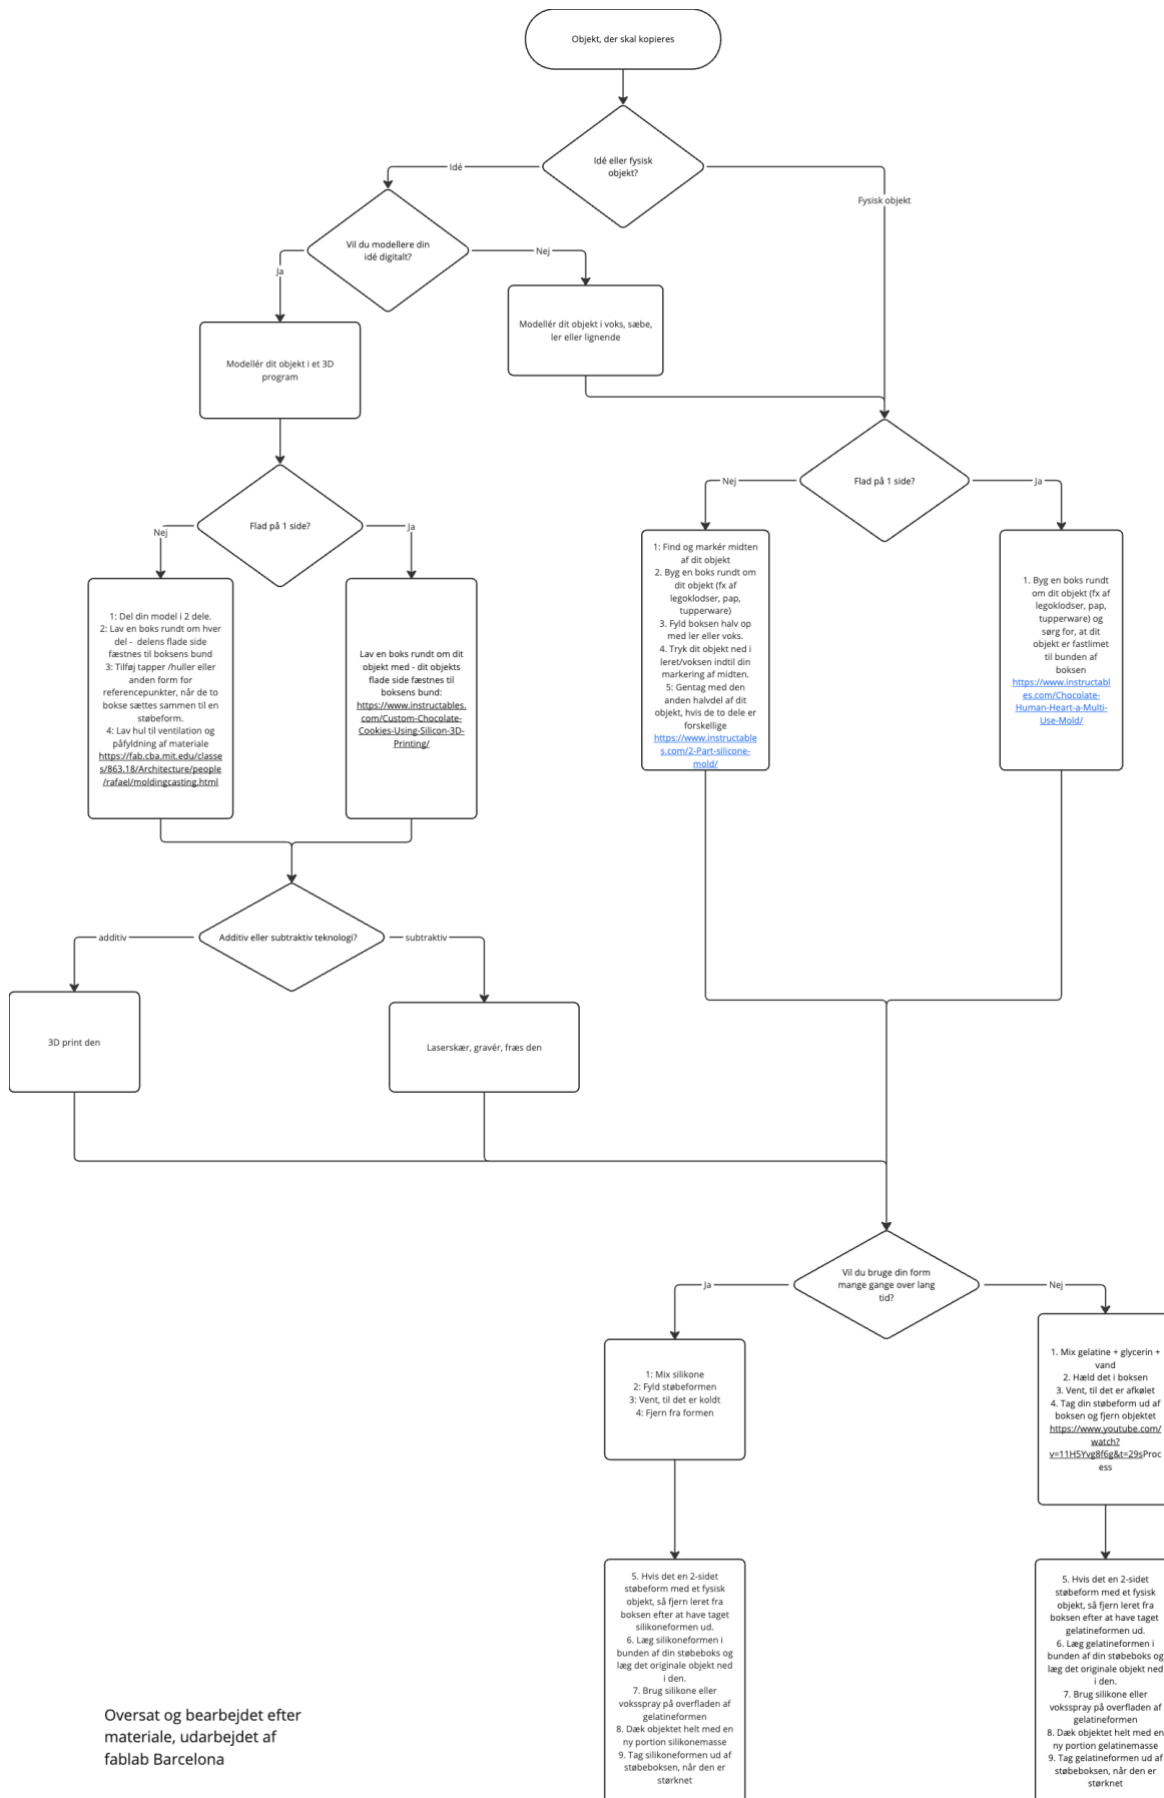 Objekt, der skal kopieres
Idé eller fysisk
objekt?
Idé
Fysisk objekt
Vil du modellere din
idé digitalt?
Ja
Nej
Modellér dit objekt i et 3D
program
Modellér dit objekt i voks, sæbe,
ler eller lignende
Flad på 1 side?
Nej
Ja
Flad på 1 side?
Nej
Ja
1: Del din model i 2 dele.
2: Lav en boks rundt om hver
del - delens flade side
fæstnes til boksens bund
3: Tilføj tapper /huller eller
anden form for
referencepunkter, når de to
bokse sættes sammen til en
støbeform.
4: Lav hul til ventilation og
påfyldning af materiale
https://fab.cba.mit.edu/classe
s/863.18/Architecture/people
/rafael/moldingcasting.html
Lav en boks rundt om dit
objekt med - dit objekts
flade side fæstnes til
boksens bund:
https://www.instructables.
com/Custom-Chocolate-
Cookies-Using-Silicon-3D-
Printing/
1: Find og markér midten
af dit objekt
2. Byg en boks rundt om
dit objekt (fx af
legoklodser, pap,
tupperware)
3. Fyld boksen halv op
med ler eller voks.
4. Tryk dit objekt ned i
leret/voksen indtil din
markering af midten.
5: Gentag med den
anden halvdel af dit
objekt, hvis de to dele er
forskellige
https://www.instructable
s.com/2-Part-silicone-
mold/
1. Byg en boks rundt
om dit objekt (fx af
legoklodser, pap,
tupperware) og
sørg for, at dit
objekt er fastlimet
til bunden af
boksen
https://www.instructabl
es.com/Chocolate-
Human-Heart-a-Multi-
Use-Mold/
Additiv eller subtraktiv teknologi?
additiv
subtraktiv
3D print den
Laserskær, gravér, fræs den
Vil du bruge din form
mange gange over lang
tid?
Ja
Nej
1: Mix silikone
2: Fyld støbeformen
3: Vent, til det er koldt
4: Fjern fra formen
1. Mix gelatine + glycerin +
vand
2. Hæld det i boksen
3. Vent, til det er afkølet
4. Tag din støbeform ud af
boksen og fjern objektet
https://www.youtube.com/
watch?
v=11H5Yvg8f6g&t=29sProc
ess
5. Hvis det en 2-sidet
støbeform med et fysisk
objekt, så fjern leret fra
boksen efter at have taget
silikoneformen ud.
6. Læg silikoneformen i
bunden af din støbeboks og
læg det originale objekt ned
i den.
7. Brug silikone eller
voksspray på overfladen af
gelatineformen
8. Dæk objektet helt med en
ny portion silikonemasse
9. Tag silikoneformen ud af
støbeboksen, når den er
størknet
5. Hvis det en 2-sidet
støbeform med et fysisk
objekt, så fjern leret fra
boksen efter at have taget
gelatineformen ud.
6. Læg gelatineformen i
bunden af din støbeboks og
læg det originale objekt ned
i den.
7. Brug silikone eller
voksspray på overfladen af
gelatineformen
8. Dæk objektet helt med en
ny portion gelatinemasse
9. Tag gelatineformen ud af
støbeboksen, når den er
størknet
Oversat og bearbejdet efter
materiale, udarbejdet af
fablab Barcelona